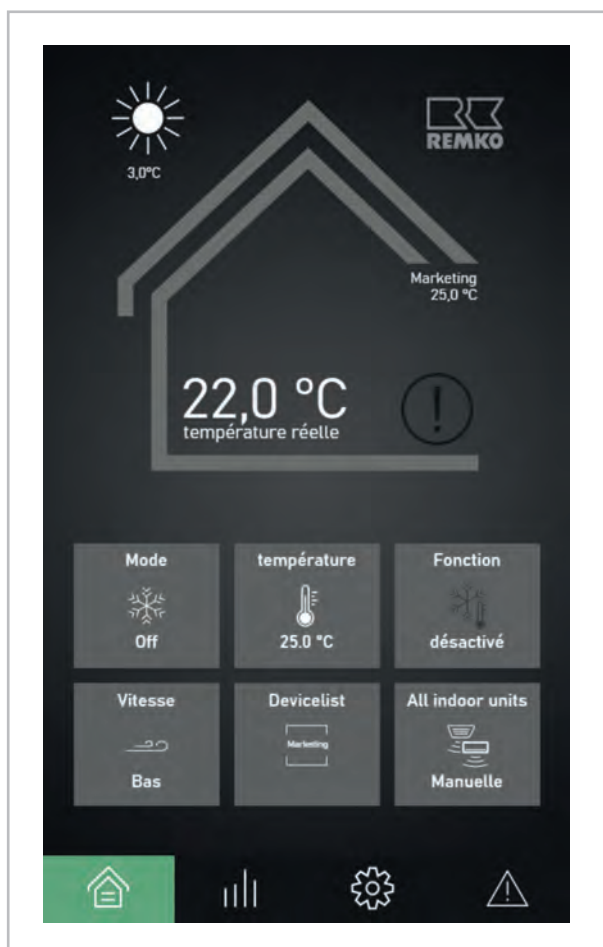 REMKO
3,0°C
Marketing
25,0 °C
22,0 °C
température réelle
Mode
Off
température
25.0 °C
Fonction
désactivé
Vitesse
Bas
Devicelist
Marketing
All indoor units
Manuelle